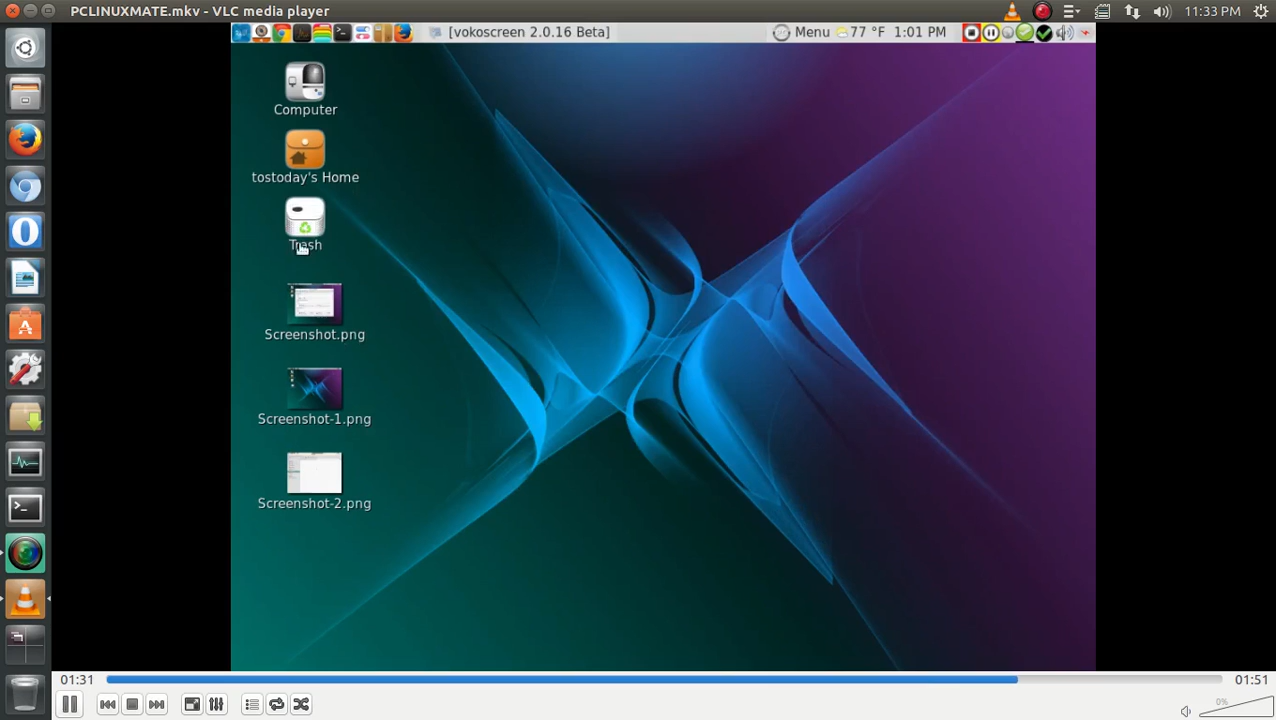 PCLINUXMATE.mkv - VLC media player
11:33 PM
[vokoscreen 2.0.16 Beta]
Menu
77 °F
1:01 PM
Computer
tostoday's Home
Trash
Screenshot.png
Screenshot-1.png
Screenshot-2.png
01:31
01:51
0%